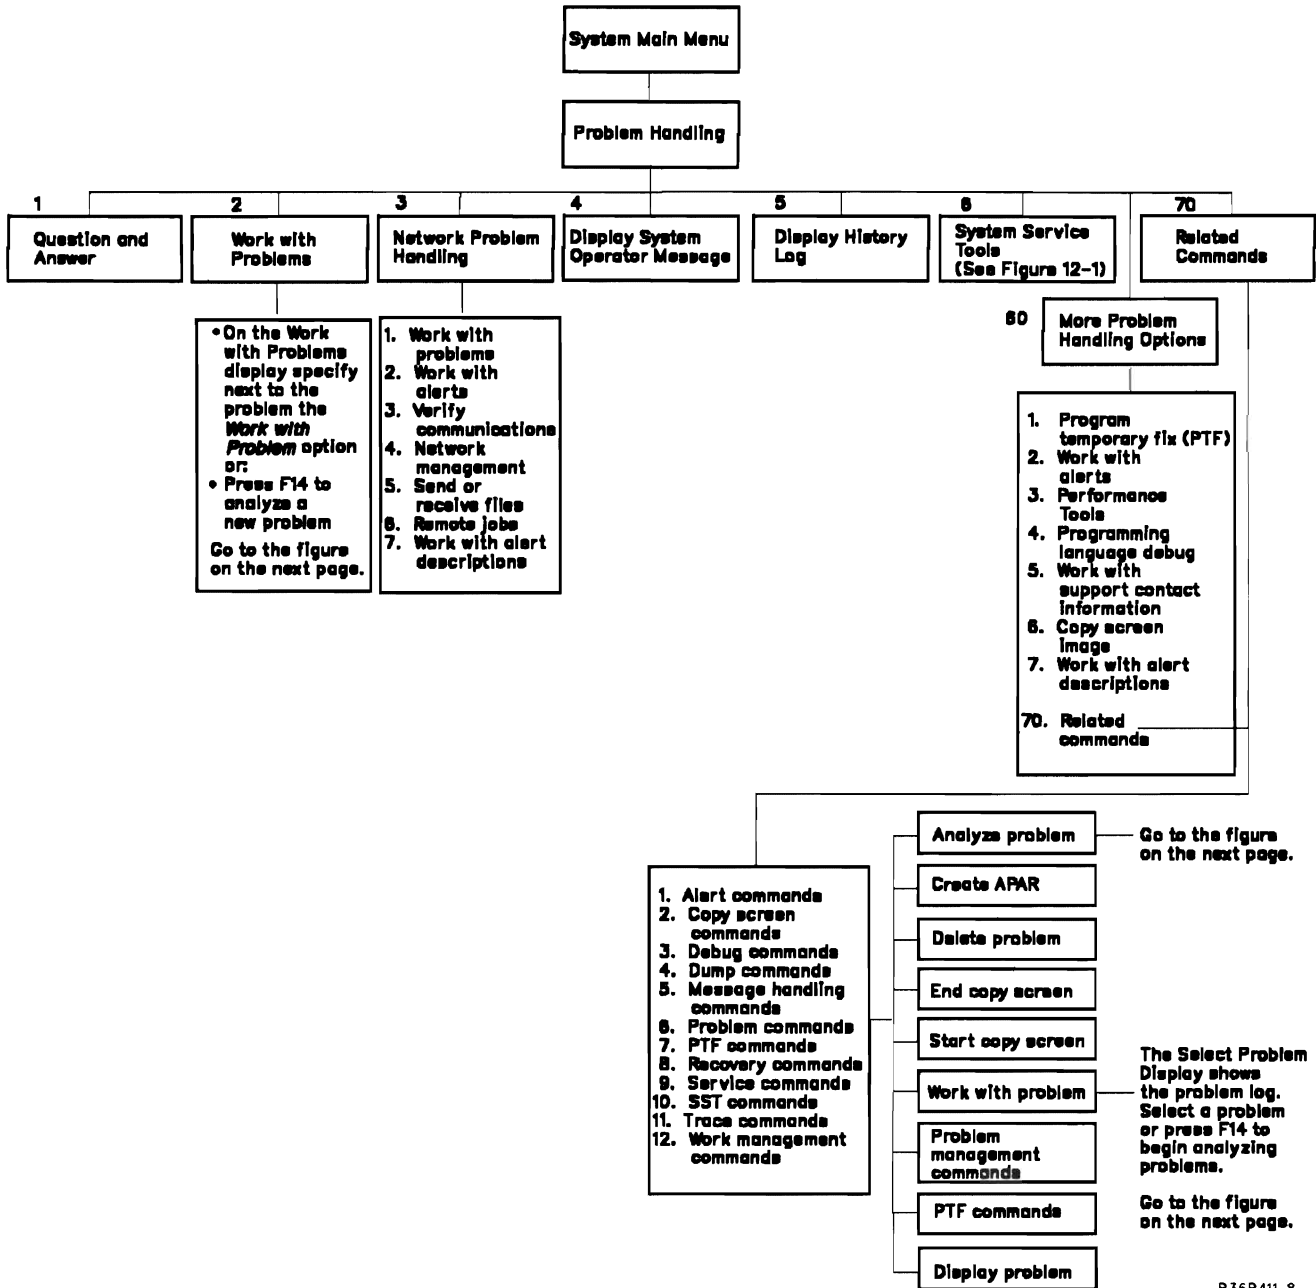 System Main Menu
Problem Handling
1
Question and
Answer
2
Work with
Problems
3
Network Problem
Handling
4
Display System
Operator Message
5
Display History
Log
6
System Service
Tools
(See Figure 12-1)
70
Related
Commands
• On the Work
with Problems
display specify
next to the
problem the
Work with
Problem option
or:
• Press F14 to
analyze a
new problem
Go to the figure
on the next page.
1. Work with
problems
2. Work with
alerts
3. Verify
communications
4. Network
management
5. Send or
receive files
6. Remote jobs
7. Work with alert
descriptions
60
More Problem
Handling Options
1. Program
temporary fix (PTF)
2. Work with
alerts
3. Performance
Tools
4. Programming
language debug
5. Work with
support contact
information
6. Copy screen
image
7. Work with alert
descriptions
70. Related
commands
1. Alert commands
2. Copy screen
commands
3. Debug commands
4. Dump commands
5. Message handling
commands
6. Problem commands
7. PTF commands
8. Recovery commands
9. Service commands
10. SST commands
11. Trace commands
12. Work management
commands
Analyze problem
Go to the figure
on the next page.
Create APAR
Delete problem
End copy screen
Start copy screen
Work with problem
The Select Problem
Display shows
the problem log.
Select a problem
or press F14 to
begin analyzing
problems.
Go to the figure
on the next page.
Problem
management
commands
PTF commands
Display problem
R36B411-8